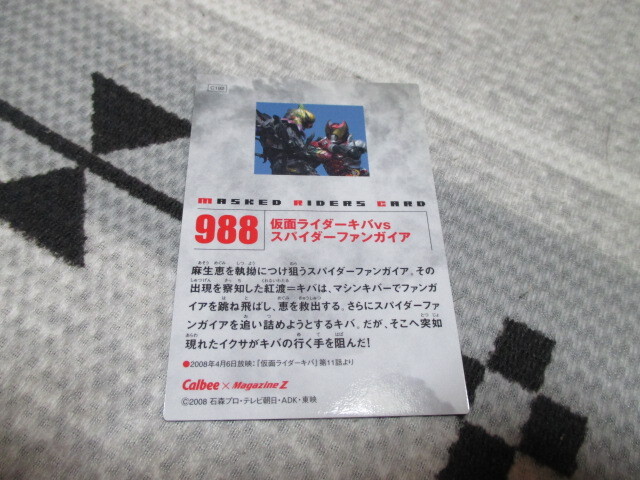 MASKED RIDERS CARD
988
仮面ライダーキバvs
スパイダーファンガイア
麻生恵を執拗につけ狙うスパイダーファンガイア。その
出現を察知した紅渡＝キバは、マシンキバーでファンガ
イアを跳ね飛ばし、恵を救出する。さらにスパイダーファ
ンガイアを追い詰めようとするキバ。だが、そこへ突如
現れたイクサがキバの行く手を阻んだ!
●2008年4月6日放映:『仮面ライダーキバ』第11話より
Calbee × Magazine Z
©2008 石森プロ・テレビ朝日・ADK・東映